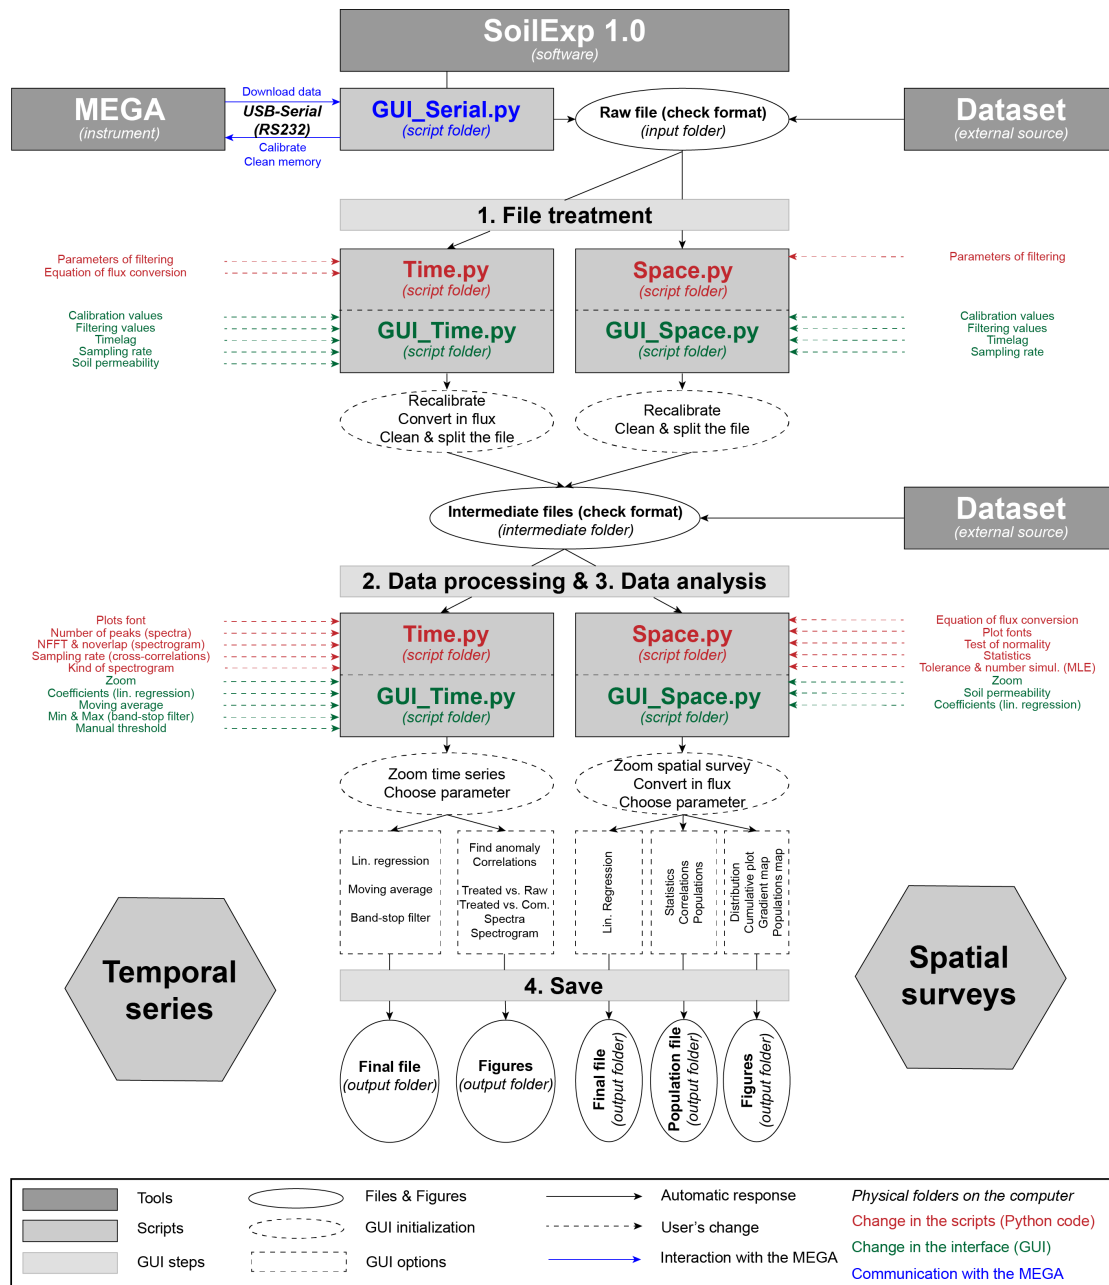 SoilExp 1.0
(software)
MEGA
(instrument)
Download data
USB-Serial
(RS232)
Calibrate
Clean memory
GUI_Serial.py
(script folder)
Raw file (check format)
(input folder)
Dataset
(external source)
1. File treatment
Parameters of filtering
Equation of flux conversion
Calibration values
Filtering values
Timelag
Sampling rate
Soil permeability
Time.py
(script folder)
GUI_Time.py
(script folder)
Space.py
(script folder)
GUI_Space.py
(script folder)
Parameters of filtering
Calibration values
Filtering values
Timelag
Sampling rate
Recalibrate
Convert in flux
Clean & split the file
Recalibrate
Clean & split the file
Intermediate files (check format)
(intermediate folder)
Dataset
(external source)
2. Data processing & 3. Data analysis
Plots font
Number of peaks (spectra)
NFFT & noverlap (spectrogram)
Sampling rate (cross-correlations)
Kind of spectrogram
Zoom
Coefficients (lin. regression)
Moving average
Min & Max (band-stop filter)
Manual threshold
Time.py
(script folder)
GUI_Time.py
(script folder)
Space.py
(script folder)
GUI_Space.py
(script folder)
Equation of flux conversion
Plot fonts
Test of normality
Statistics
Tolerance & number simul. (MLE)
Zoom
Soil permeability
Coefficients (lin. regression)
Zoom time series
Choose parameter
Zoom spatial survey
Convert in flux
Choose parameter
Lin. regression
Moving average
Band-stop filter
Find anomaly
Correlations
Treated vs. Raw
Treated vs. Com.
Spectra
Spectrogram
Lin. Regression
Statistics
Correlations
Populations
Distribution
Cumulative plot
Gradient map
Populations map
Temporal
series
Spatial
surveys
4. Save
Final file
(output folder)
Figures
(output folder)
Final file
(output folder)
Population file
(output folder)
Figures
(output folder)
Tools
Scripts
GUI steps
Files & Figures
GUI initialization
GUI options
Automatic response
User's change
Interaction with the MEGA
Physical folders on the computer
Change in the scripts (Python code)
Change in the interface (GUI)
Communication with the MEGA